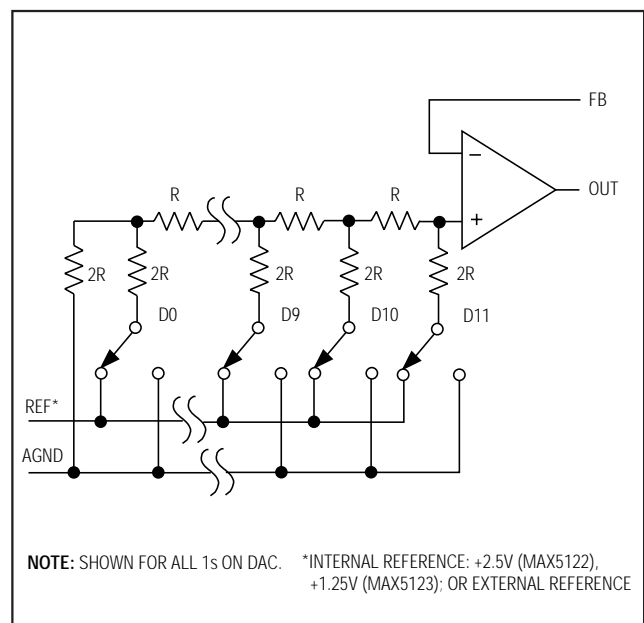 FB
−
OUT
+
R
R
R
2R
2R
2R
2R
2R
D0
D9
D10
D11
REF*
AGND
NOTE: SHOWN FOR ALL 1s ON DAC.
*INTERNAL REFERENCE: +2.5V (MAX5122),
+1.25V (MAX5123); OR EXTERNAL REFERENCE